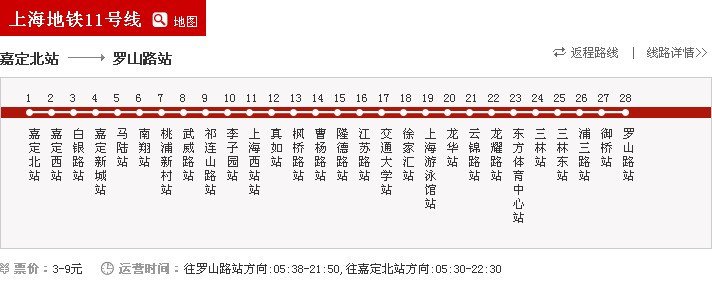 上海地铁11号线 地图
返程路线 | 线路详情>>
嘉定北站 罗山路站
1 2 3 4 5 6 7 8 9 10 11 12 13 14 15 16 17 18 19 20 21 22 23 24 25 26 27 28
嘉定北站
嘉定西站
白银路站
嘉定新城站
马陆站
南翔站
桃浦新村站
武威路站
祁连山路站
李子园站
上海西站站
真如站
枫桥路站
曹杨路站
隆德路站
江苏路站
交通大学站
徐家汇站
上海游泳馆站
龙华站
云锦路站
龙耀路站
东方体育中心站
三林站
三林东站
浦三路站
御桥站
罗山路站
票价：3-9元 运营时间：往罗山路站方向:05:38-21:50,往嘉定北站方向:05:30-22:30